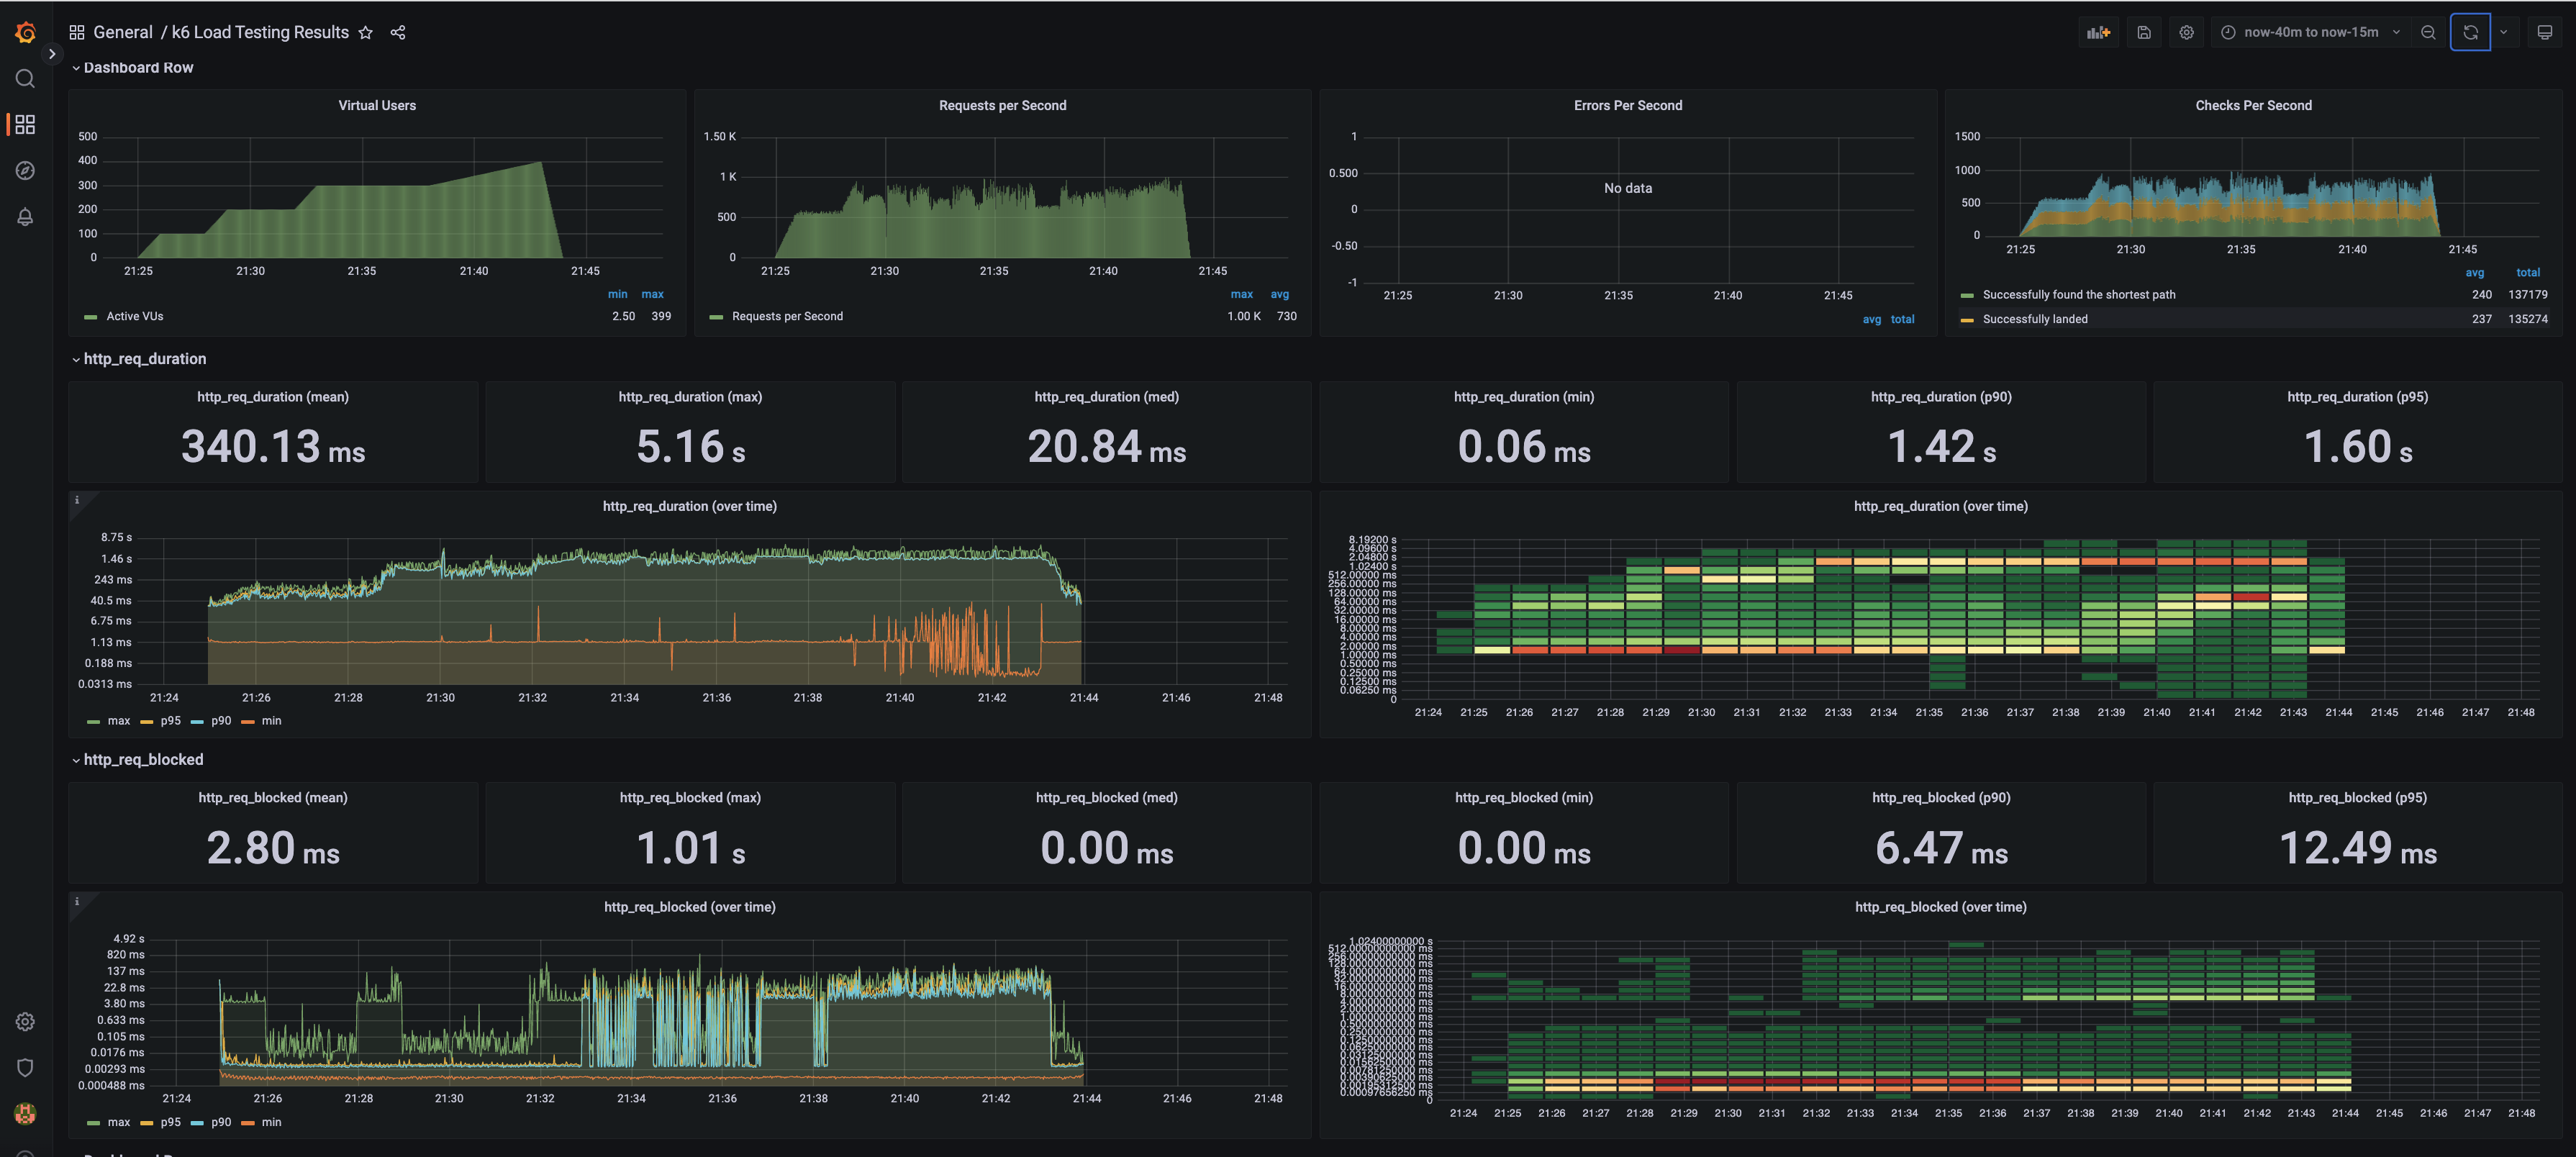 General / k6 Load Testing Results
now-40m to now-15m
Dashboard Row
Virtual Users
500
400
300
200
100
0
21:25 21:30 21:35 21:40 21:45
min max
Active VUs 2.50 399
Requests per Second
1.50 K
1 K
500
0
21:25 21:30 21:35 21:40 21:45
max avg
Requests per Second 1.00 K 730
Errors Per Second
1
0.500
0
-0.50
-1
No data
21:25 21:30 21:35 21:40 21:45
avg total
Checks Per Second
1500
1000
500
0
21:25 21:30 21:35 21:40 21:45
avg total
Successfully found the shortest path 240 137179
Successfully landed 237 135274
http_req_duration
http_req_duration (mean)
340.13 ms
http_req_duration (max)
5.16 s
http_req_duration (med)
20.84 ms
http_req_duration (min)
0.06 ms
http_req_duration (p90)
1.42 s
http_req_duration (p95)
1.60 s
http_req_duration (over time)
8.75 s
1.46 s
243 ms
40.5 ms
6.75 ms
1.13 ms
0.188 ms
0.0313 ms
21:24 21:26 21:28 21:30 21:32 21:34 21:36 21:38 21:40 21:42 21:44 21:46 21:48
max p95 p90 min
http_req_duration (over time)
8.19200 s
4.09600 s
2.04800 s
1.02400 s
512.00000 ms
256.00000 ms
128.00000 ms
64.00000 ms
32.00000 ms
16.00000 ms
8.00000 ms
4.00000 ms
2.00000 ms
1.00000 ms
0.50000 ms
0.25000 ms
0.12500 ms
0.06250 ms
0
21:24 21:25 21:26 21:27 21:28 21:29 21:30 21:31 21:32 21:33 21:34 21:35 21:36 21:37 21:38 21:39 21:40 21:41 21:42 21:43 21:44 21:45 21:46 21:47 21:48
http_req_blocked
http_req_blocked (mean)
2.80 ms
http_req_blocked (max)
1.01 s
http_req_blocked (med)
0.00 ms
http_req_blocked (min)
0.00 ms
http_req_blocked (p90)
6.47 ms
http_req_blocked (p95)
12.49 ms
http_req_blocked (over time)
4.92 s
820 ms
137 ms
22.8 ms
3.80 ms
0.633 ms
0.105 ms
0.0176 ms
0.00293 ms
0.000488 ms
21:24 21:26 21:28 21:30 21:32 21:34 21:36 21:38 21:40 21:42 21:44 21:46 21:48
max p95 p90 min
http_req_blocked (over time)
1.02400000000 s
512.00000000000 ms
0.00097656250 ms
0
21:24 21:25 21:26 21:27 21:28 21:29 21:30 21:31 21:32 21:33 21:34 21:35 21:36 21:37 21:38 21:39 21:40 21:41 21:42 21:43 21:44 21:45 21:46 21:47 21:48